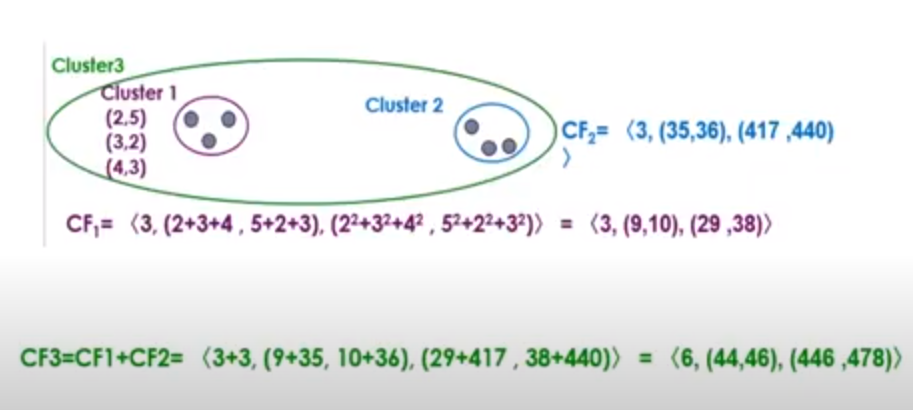 Cluster3
Cluster 1
(2,5)
(3,2)
(4,3)
Cluster 2
CF₂= ⟨3, (35,36), (417 ,440)
⟩
CF₁= ⟨3, (2+3+4 , 5+2+3), (2²+3²+4² , 5²+2²+3²)⟩ = ⟨3, (9,10), (29 ,38)⟩
CF3=CF1+CF2= ⟨3+3, (9+35, 10+36), (29+417 , 38+440)⟩ = ⟨6, (44,46), (446 ,478)⟩